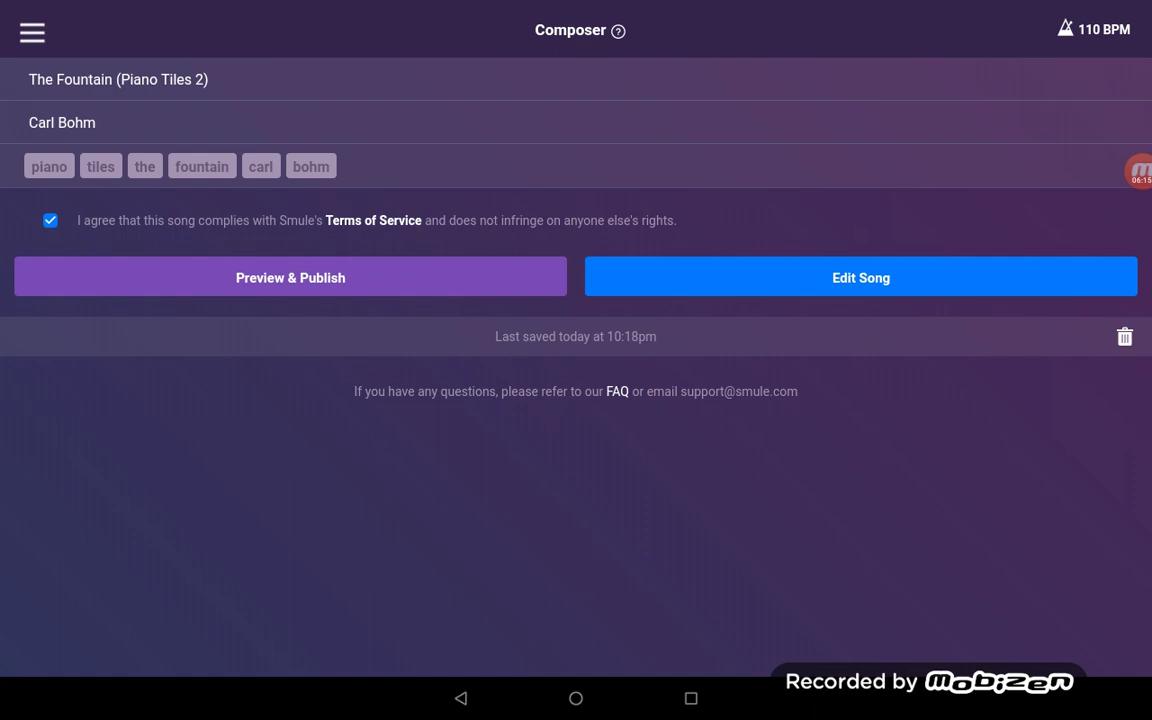 Composer ?
110 BPM
The Fountain (Piano Tiles 2)
Carl Bohm
piano tiles the fountain carl bohm
06:15
I agree that this song complies with Smule's Terms of Service and does not infringe on anyone else's rights.
Preview & Publish
Edit Song
Last saved today at 10:18pm
If you have any questions, please refer to our FAQ or email support@smule.com
Recorded by mobizen